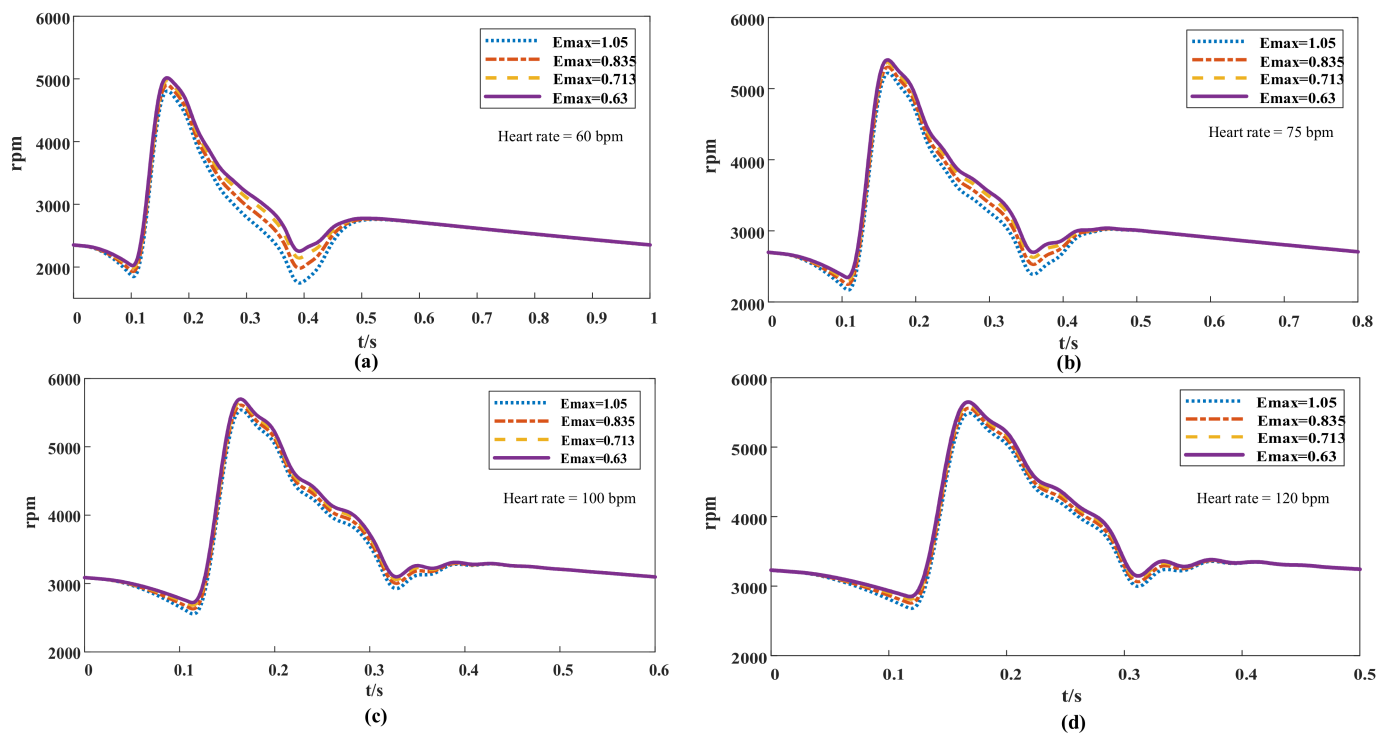 6000
5000
4000
3000
2000
rpm
Emax=1.05
Emax=0.835
Emax=0.713
Emax=0.63
Heart rate = 60 bpm
0 0.1 0.2 0.3 0.4 0.5 0.6 0.7 0.8 0.9 1
t/s
(a)
6000
5000
4000
3000
2000
rpm
Emax=1.05
Emax=0.835
Emax=0.713
Emax=0.63
Heart rate = 75 bpm
0 0.1 0.2 0.3 0.4 0.5 0.6 0.7 0.8
t/s
(b)
6000
5000
4000
3000
2000
rpm
Emax=1.05
Emax=0.835
Emax=0.713
Emax=0.63
Heart rate = 100 bpm
0 0.1 0.2 0.3 0.4 0.5 0.6
t/s
(c)
6000
5000
4000
3000
2000
rpm
Emax=1.05
Emax=0.835
Emax=0.713
Emax=0.63
Heart rate = 120 bpm
0 0.1 0.2 0.3 0.4 0.5
t/s
(d)